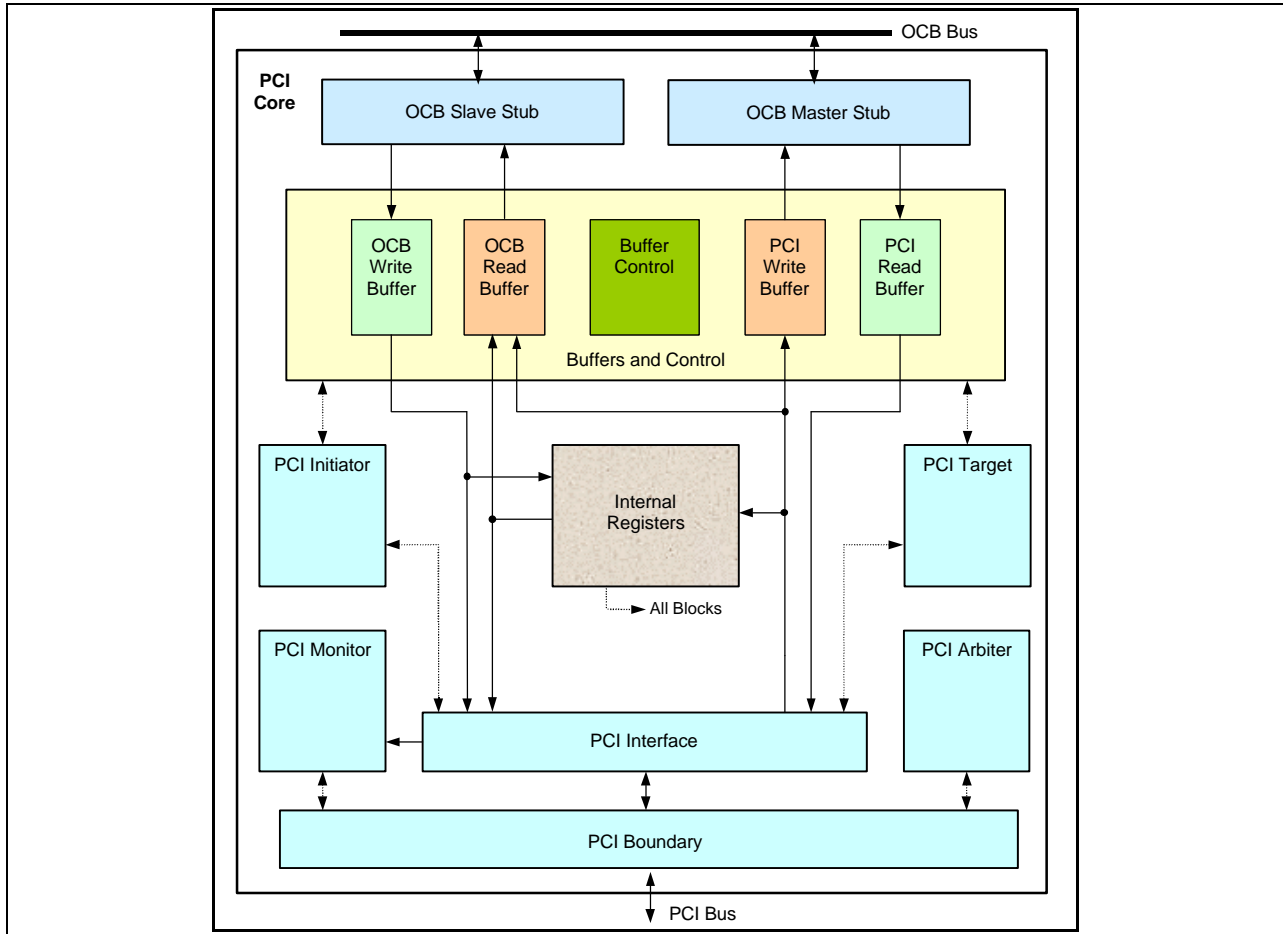 OCB Bus
PCI
Core
OCB Slave Stub
OCB Master Stub
OCB
Write
Buffer
OCB
Read
Buffer
Buffer
Control
PCI
Write
Buffer
PCI
Read
Buffer
Buffers and Control
PCI Initiator
Internal
Registers
PCI Target
All Blocks
PCI Monitor
PCI Arbiter
PCI Interface
PCI Boundary
PCI Bus